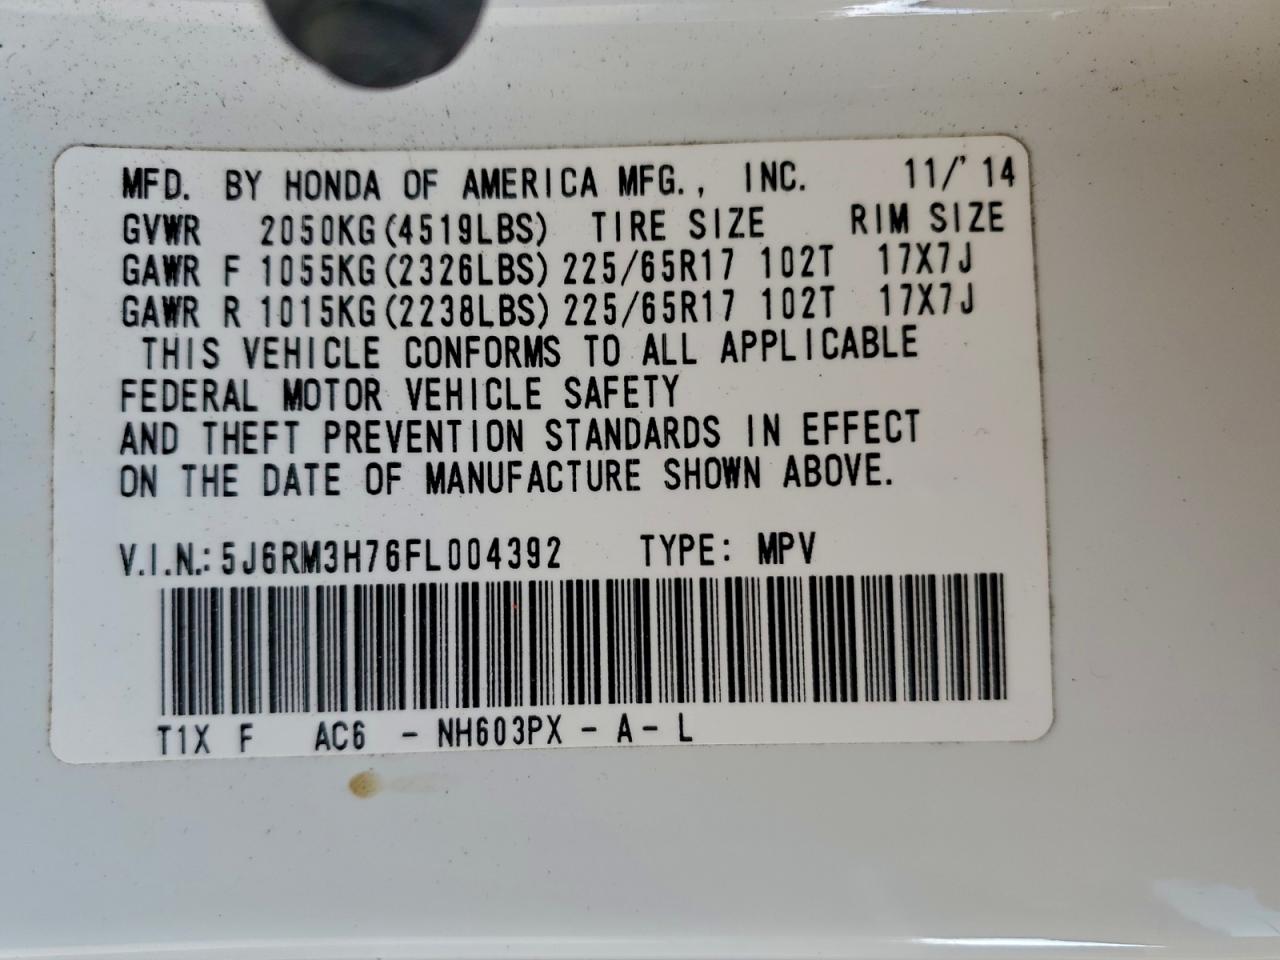 MFD. BY HONDA OF AMERICA MFG., INC. 11/'14
GVWR 2050KG(4519LBS) TIRE SIZE RIM SIZE
GAWR F 1055KG(2326LBS) 225/65R17 102T 17X7J
GAWR R 1015KG(2238LBS) 225/65R17 102T 17X7J
THIS VEHICLE CONFORMS TO ALL APPLICABLE
FEDERAL MOTOR VEHICLE SAFETY
AND THEFT PREVENTION STANDARDS IN EFFECT
ON THE DATE OF MANUFACTURE SHOWN ABOVE.
V.I.N.: 5J6RM3H76FL004392 TYPE: MPV
T1X F AC6 - NH603PX - A - L